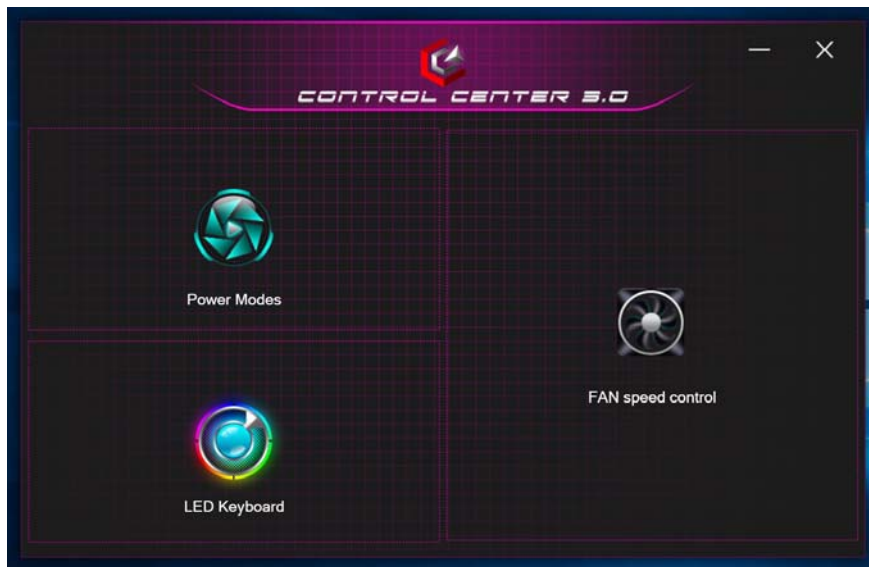 CONTROL CENTER 3.0
Power Modes
FAN speed control
LED Keyboard